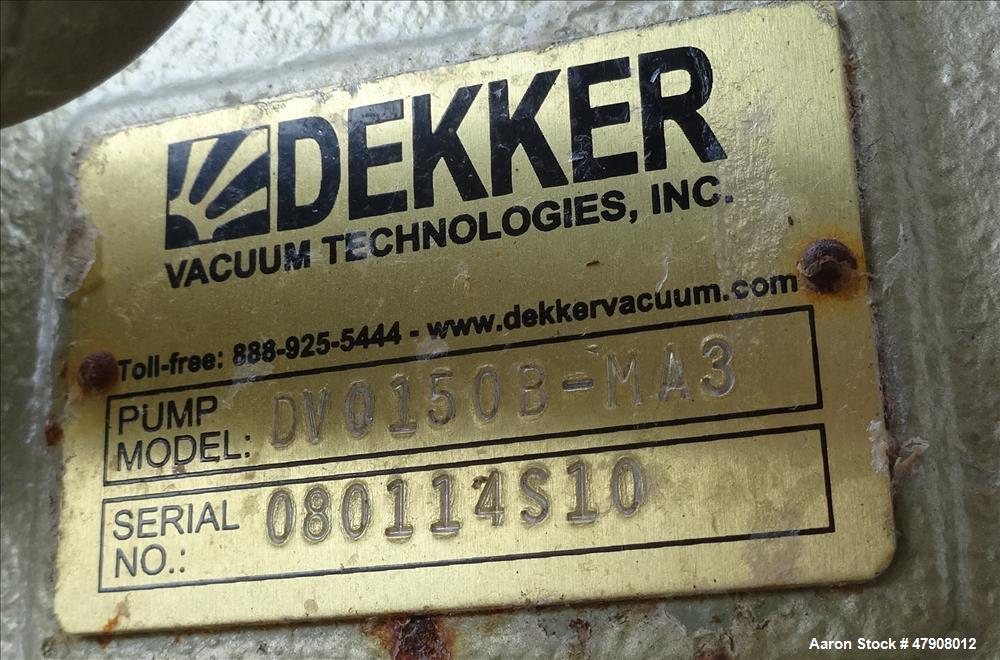 DEKKER
VACUUM TECHNOLOGIES, INC.
Toll-free: 888-925-5444 - www.dekkervacuum.com
PUMP MODEL: DV0150B-MA3
SERIAL NO.: 080114S10
Aaron Stock # 47908012